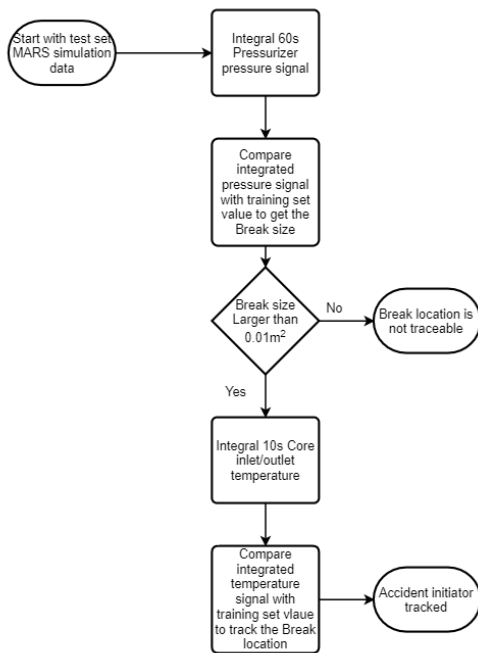 Start with test set
MARS simulation
data
Integral 60s
Pressurizer
pressure signal
Compare
integrated
pressure signal
with training set
value to get the
Break size
Break size
Larger than
0.01m²
No
Break location is
not traceable
Yes
Integral 10s Core
inlet/outlet
temperature
Compare
integrated
temperature
signal with
training set vlaue
to track the Break
location
Accident initiator
tracked